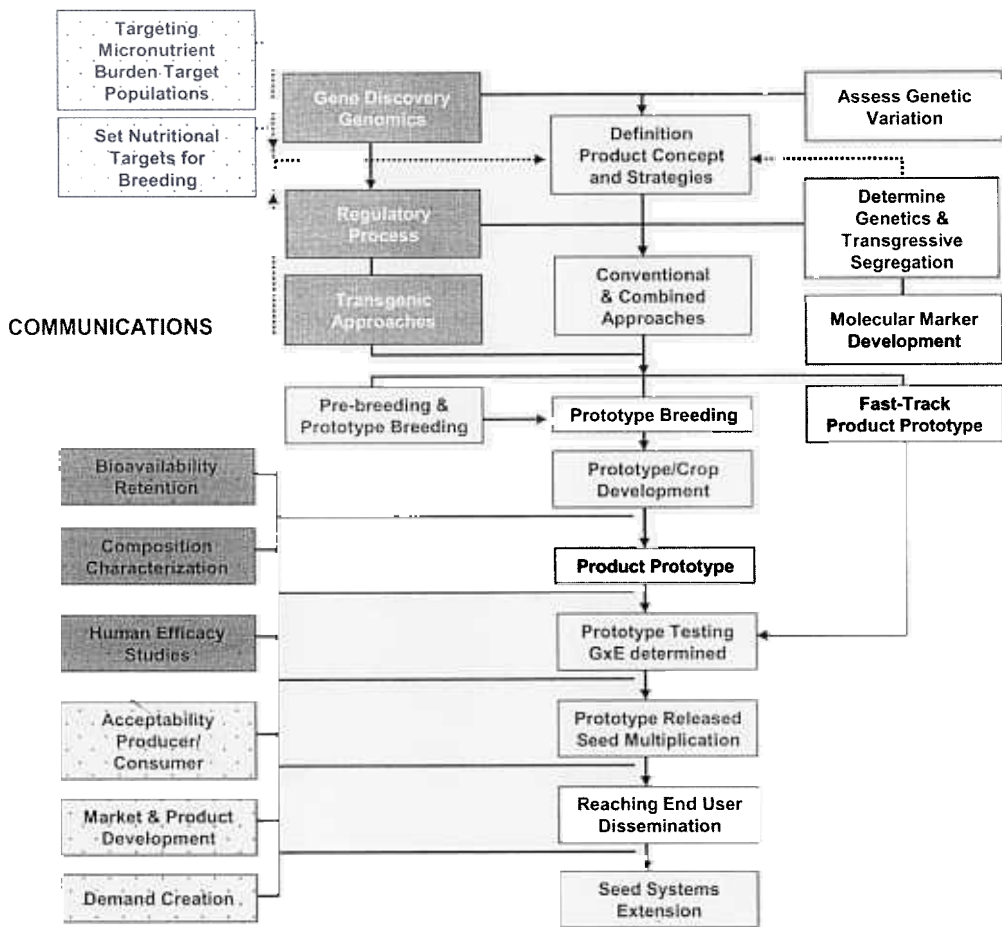 Targeting
Micronutrient
Burden Target
Populations
Set Nutritional
Targets for
Breeding
Gene Discovery
Genomics
Assess Genetic
Variation
Definition
Product Concept
and Strategies
Regulatory
Process
Determine
Genetics &
Transgressive
Segregation
Transgenic
Approaches
Conventional
& Combined
Approaches
Molecular Marker
Development
COMMUNICATIONS
Pre-breeding &
Prototype Breeding
Prototype Breeding
Fast-Track
Product Prototype
Bioavailability
Retention
Prototype/Crop
Development
Composition
Characterization
Product Prototype
Human Efficacy
Studies
Prototype Testing
GxE determined
Acceptability
Producer/
Consumer
Prototype Released
Seed Multiplication
Market & Product
Development
Reaching End User
Dissemination
Demand Creation
Seed Systems
Extension